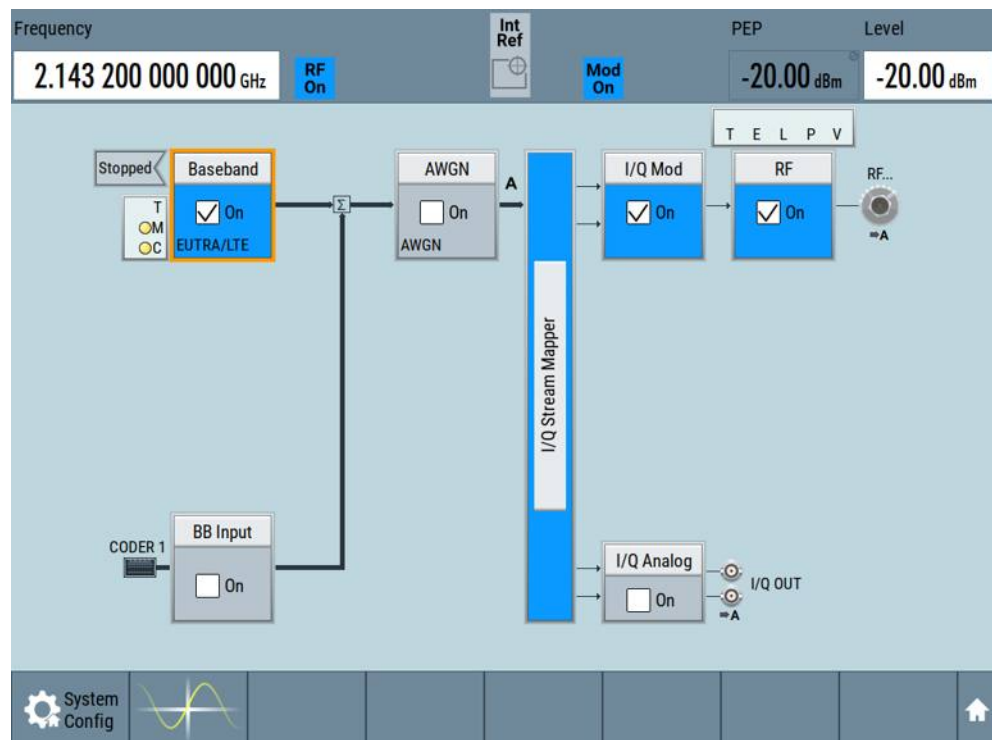 Frequency
Int
Ref
PEP
Level
2.143 200 000 000 GHz
RF
On
Mod
On
-20.00 dBm
-20.00 dBm
T E L P V
Stopped
Baseband
On
EUTRA/LTE
T
M
C
Σ
AWGN
On
AWGN
A
I/Q Stream Mapper
I/Q Mod
On
RF
On
RF...
⇒A
CODER 1
BB Input
On
I/Q Analog
On
I/Q OUT
⇒A
System
Config